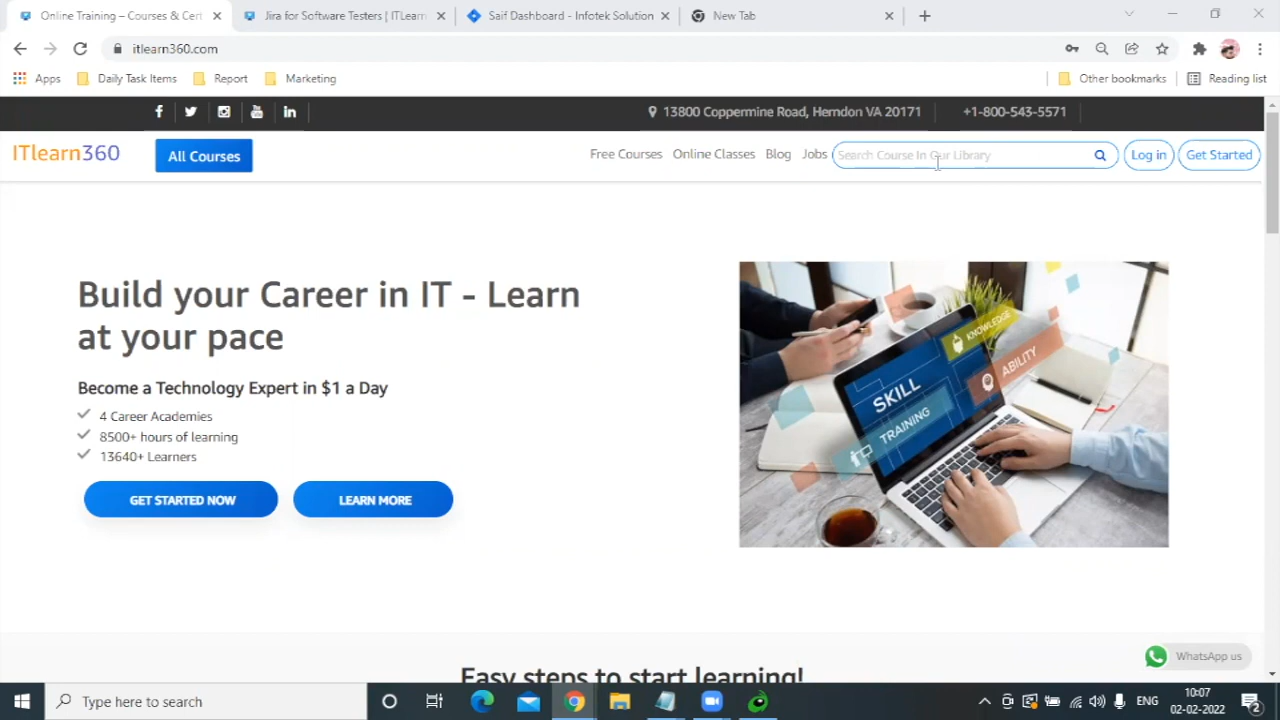 Online Training – Courses & Cert
Jira for Software Testers | ITLearn
Saif Dashboard - Infotek Solution
New Tab
itlearn360.com
Apps
Daily Task Items
Report
Marketing
Other bookmarks
Reading list
13800 Coppermine Road, Herndon VA 20171
+1-800-543-5571
ITlearn360
All Courses
Free Courses
Online Classes
Blog
Jobs
Search Course In Our Library
Log in
Get Started
Build your Career in IT - Learn
at your pace
Become a Technology Expert in $1 a Day
4 Career Academies
8500+ hours of learning
13640+ Learners
GET STARTED NOW
LEARN MORE
KNOWLEDGE
ABILITY
SKILL
TRAINING
Easy steps to start learning!
WhatsApp us
Type here to search
ENG
10:07
02-02-2022
2